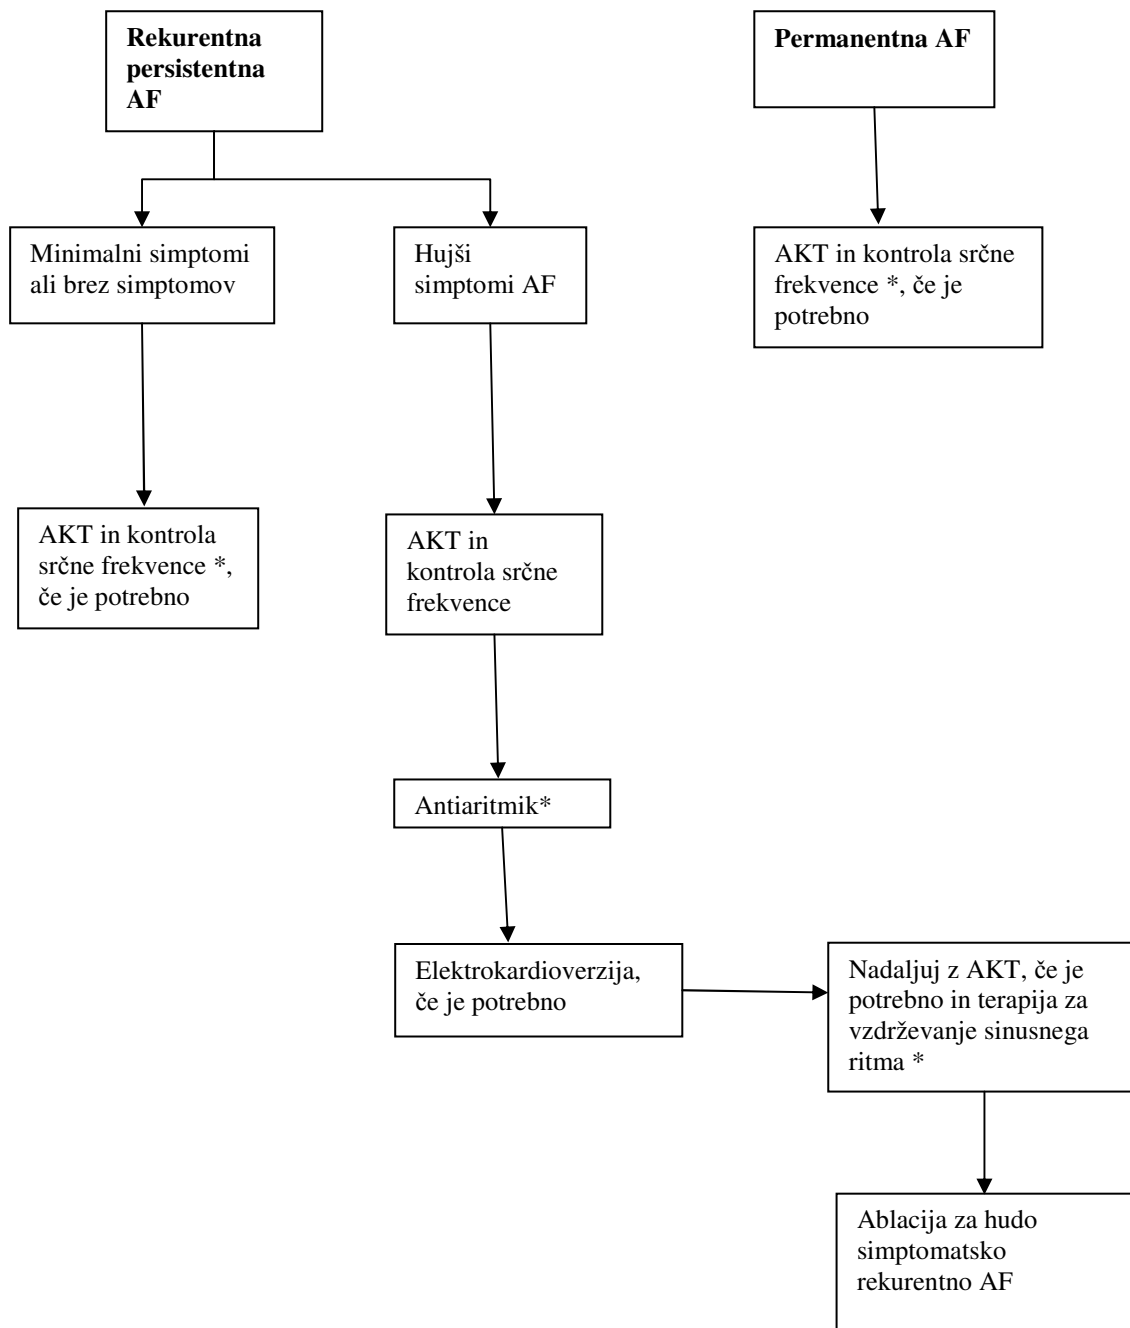 Rekurentna
persistentna
AF
Permanentna AF
Minimalni simptomi
ali brez simptomov
Hujši
simptomi AF
AKT in kontrola srčne
frekvence *, če je
potrebno
AKT in kontrola
srčne frekvence *,
če je potrebno
AKT in
kontrola srčne
frekvence
Antiaritmik*
Elektrokardioverzija,
če je potrebno
Nadaljuj z AKT, če je
potrebno in terapija za
vzdrževanje sinusnega
ritma *
Ablacija za hudo
simptomatsko
rekurentno AF